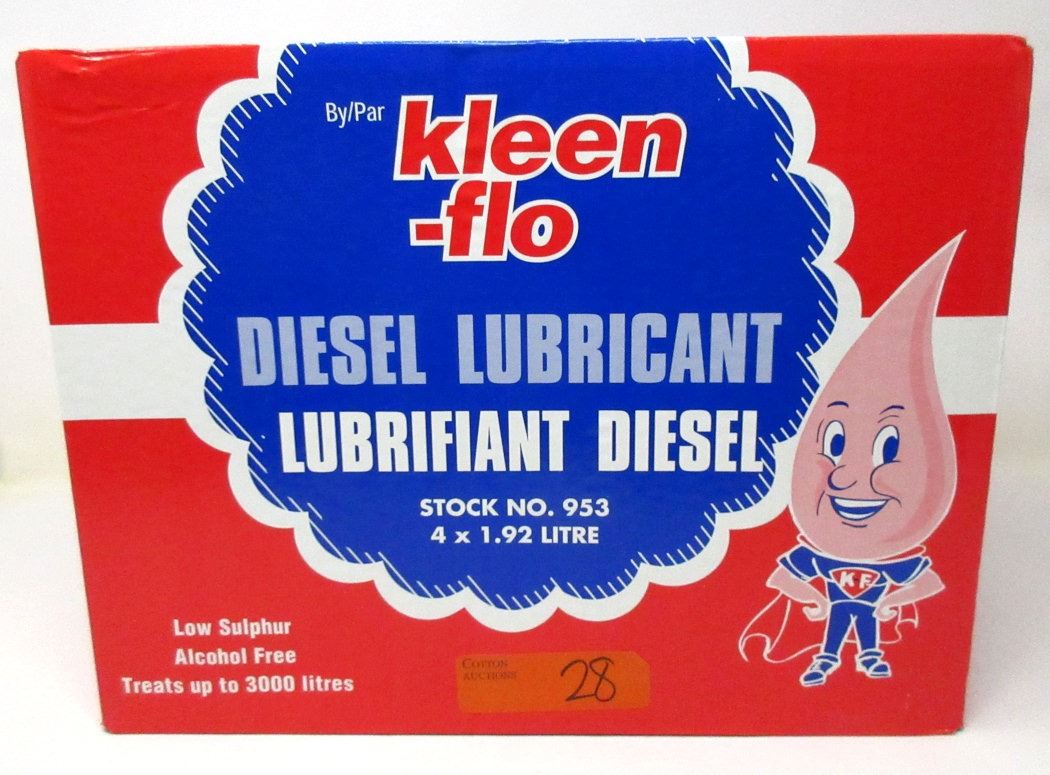 By/Par
kleen
-flo
DIESEL LUBRICANT
LUBRIFIANT DIESEL
STOCK NO. 953
4 x 1.92 LITRE
K-F
Low Sulphur
Alcohol Free
Treats up to 3000 litres
COTTON
AUCTIONS
28